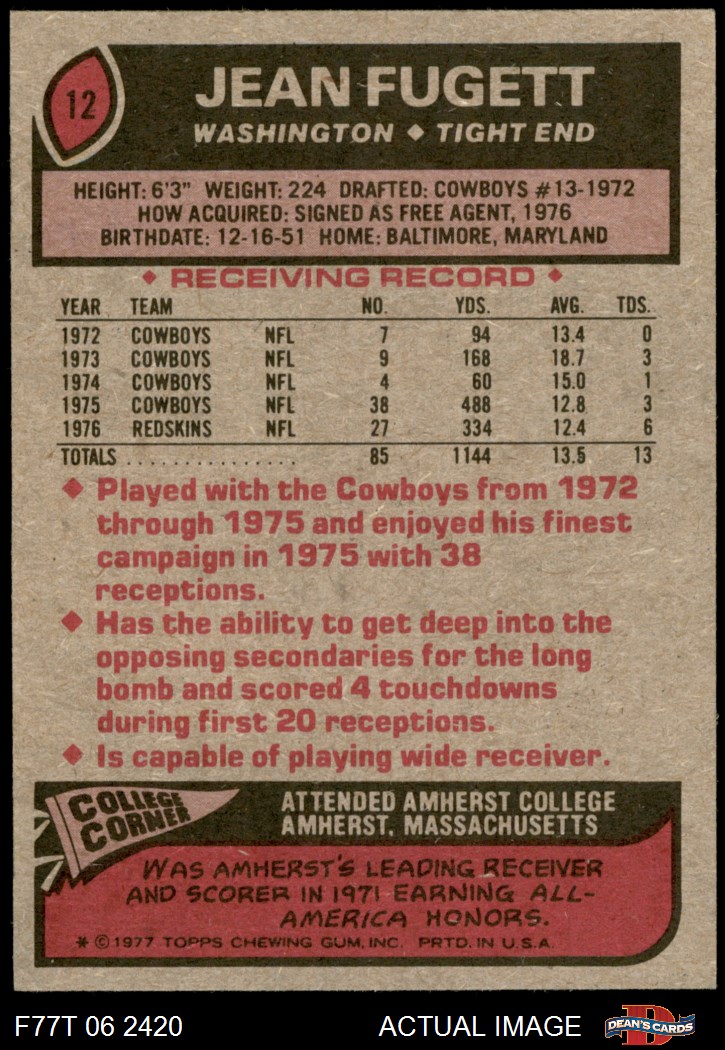 12
JEAN FUGETT
WASHINGTON ◆ TIGHT END
HEIGHT: 6'3" WEIGHT: 224 DRAFTED: COWBOYS #13-1972
HOW ACQUIRED: SIGNED AS FREE AGENT, 1976
BIRTHDATE: 12-16-51 HOME: BALTIMORE, MARYLAND
◆ RECEIVING RECORD ◆
YEAR TEAM NO. YDS. AVG. TDS.
1972 COWBOYS NFL 7 94 13.4 0
1973 COWBOYS NFL 9 168 18.7 3
1974 COWBOYS NFL 4 60 15.0 1
1975 COWBOYS NFL 38 488 12.8 3
1976 REDSKINS NFL 27 334 12.4 6
TOTALS ................ 85 1144 13.5 13
◆ Played with the Cowboys from 1972
through 1975 and enjoyed his finest
campaign in 1975 with 38
receptions.
◆ Has the ability to get deep into the
opposing secondaries for the long
bomb and scored 4 touchdowns
during first 20 receptions.
◆ Is capable of playing wide receiver.
COLLEGE
CORNER
ATTENDED AMHERST COLLEGE
AMHERST, MASSACHUSETTS
WAS AMHERST'S LEADING RECEIVER
AND SCORER IN 1971 EARNING ALL-
AMERICA HONORS.
* © 1977 TOPPS CHEWING GUM, INC. PRTD. IN U.S.A.
F77T 06 2420
ACTUAL IMAGE
D
DEAN'S CARDS